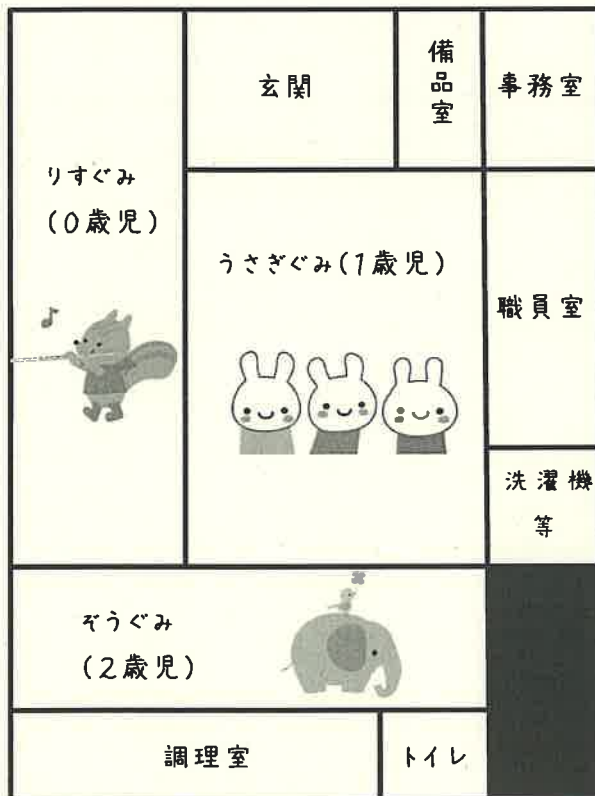 玄関
備品室
事務室
りすぐみ
(0歳児)
うさぎぐみ(1歳児)
職員室
洗濯機
等
ぞうぐみ
(2歳児)
調理室
トイレ